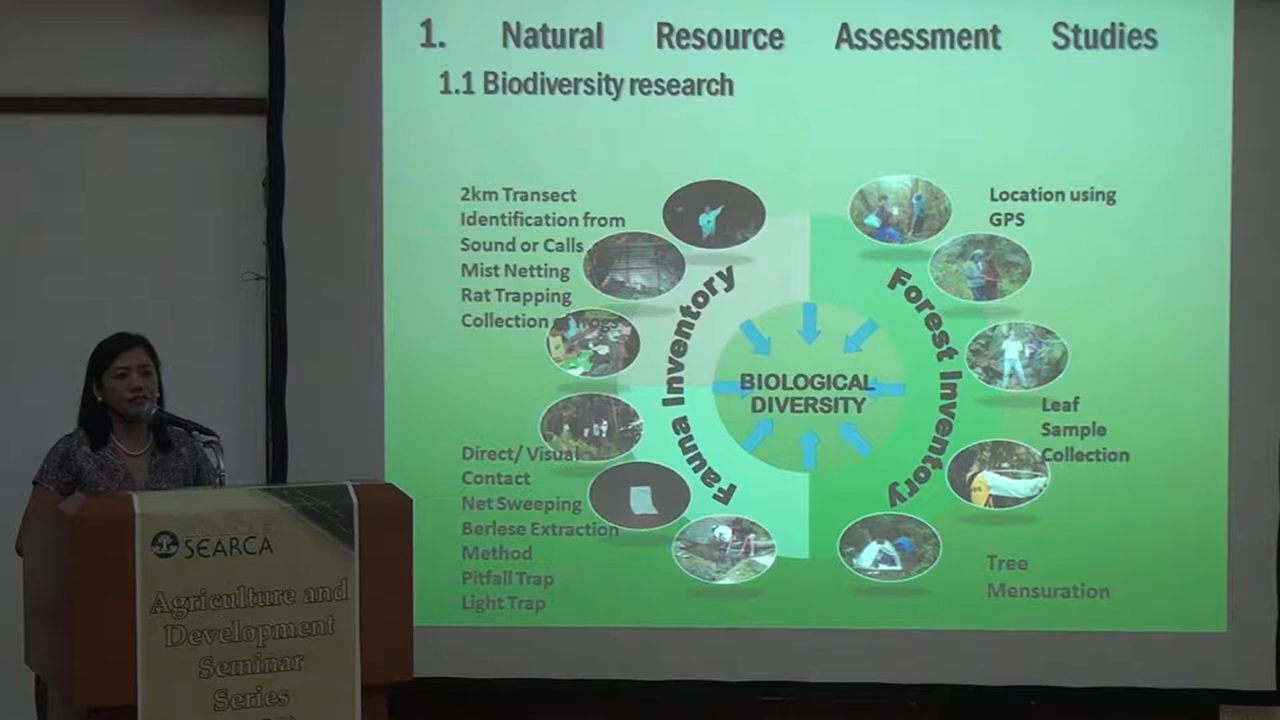 1. Natural Resource Assessment Studies
1.1 Biodiversity research
2km Transect
Identification from
Sound or Calls
Mist Netting
Rat Trapping
Collection of Frogs
Direct/ Visual
Contact
Net Sweeping
Berlese Extraction
Method
Pitfall Trap
Light Trap
Fauna Inventory
BIOLOGICAL
DIVERSITY
Forest Inventory
Location using
GPS
Leaf
Sample
Collection
Tree
Mensuration
SEARCA
Agriculture and
Development
Seminar
Series